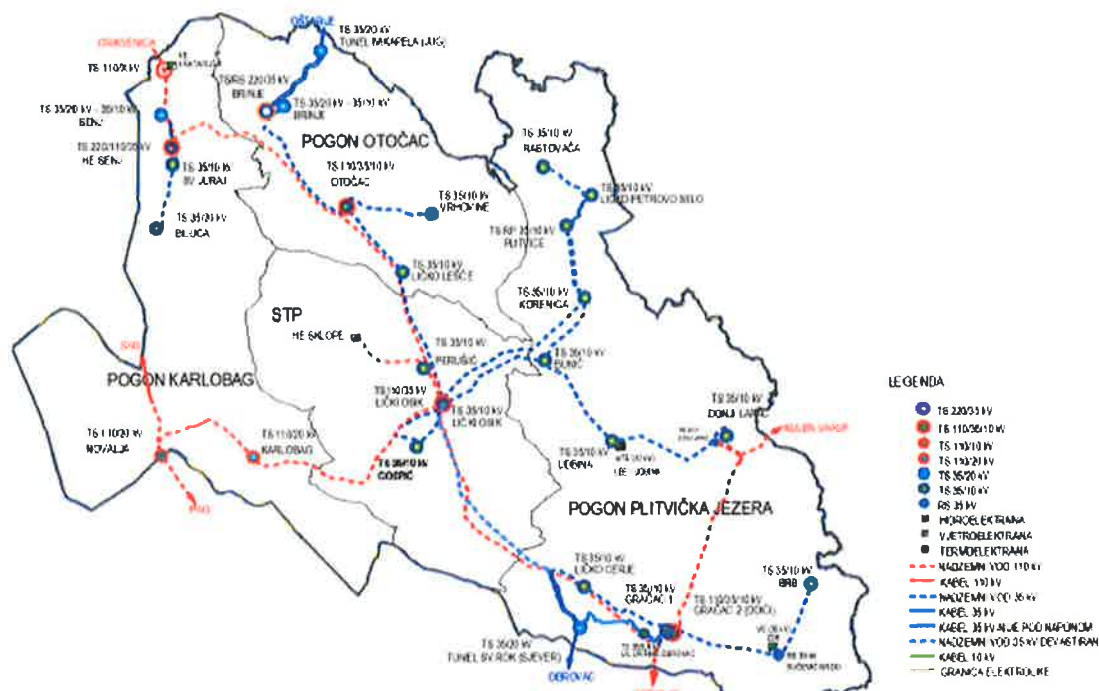 OŠTARIJE
TS 35/20 kV
TUNEL M.KAPELA (JUG)
CRIKVENICA
TS 110/X kV
TS/RS 220/35 kV
BRINJE
TS 35/20 kV - 35/10 kV
BRINJE
TS 35/20 kV - 35/10 kV
SENJ
POGON OTOČAC
TS 220/110/35 kV
HE SENJ
TS 35/10 kV
SV JURAJ
TS 110/35/10 kV
OTOČAC
TS 35/10 kV
VRHOVINE
TS 35/10 kV
RASTOVAČA
TS 35/10 kV
LIČKO PETROVO SELO
TS 35/20 kV
TS RP 35/10 kV
PLITVICE
TS 35/10 kV
LIČKO LEŠĆE
TS 35/10 kV
KORENICA
STP
HE SKLOPE
TS 35/10 kV
PERUŠIĆ
TS 35/10 kV
BUNIĆ
POGON KARLOBAG
TS 110/35 kV
LIČKI OSIK
TS 35/10 kV
LIČKI OSIK
TS 110/20 kV
NOVALJA
TS 110/20 kV
KARLOBAG
TS 35/10 kV
GOSPIĆ
TS 35/10 kV
UDBINA
TS 35/10 kV
DONJI LAPAC
KULEN VAKUF
PAG
POGON PLITVIČKA JEZERA
TS 35/10 kV
LIČKO CERJE
TS 35/10 kV
GRAČAC 1
TS 110/35/10 kV
GRAČAC 2
TS 35/10 kV
SRB
TS 35/20 kV
TUNEL SV.ROK (SJEVER)
OBROVAC
LEGENDA
TS 220/35 kV
TS 110/35/10 kV
TS 110/10 kV
TS 110/20 kV
TS 35/20 kV
TS 35/10 kV
RS 35 kV
HIDROELEKTRANA
VJETROELEKTRANA
TERMOELEKTRANA
NADZEMNI VOD 110 kV
KABEL 110 kV
NADZEMNI VOD 35 kV
KABEL 35 kV
KABEL 35 kV NIJE POD NAPONOM
NADZEMNI VOD 35 kV DEVASTIRAN
KABEL 10 kV
GRANICA ELEKTROLIKE